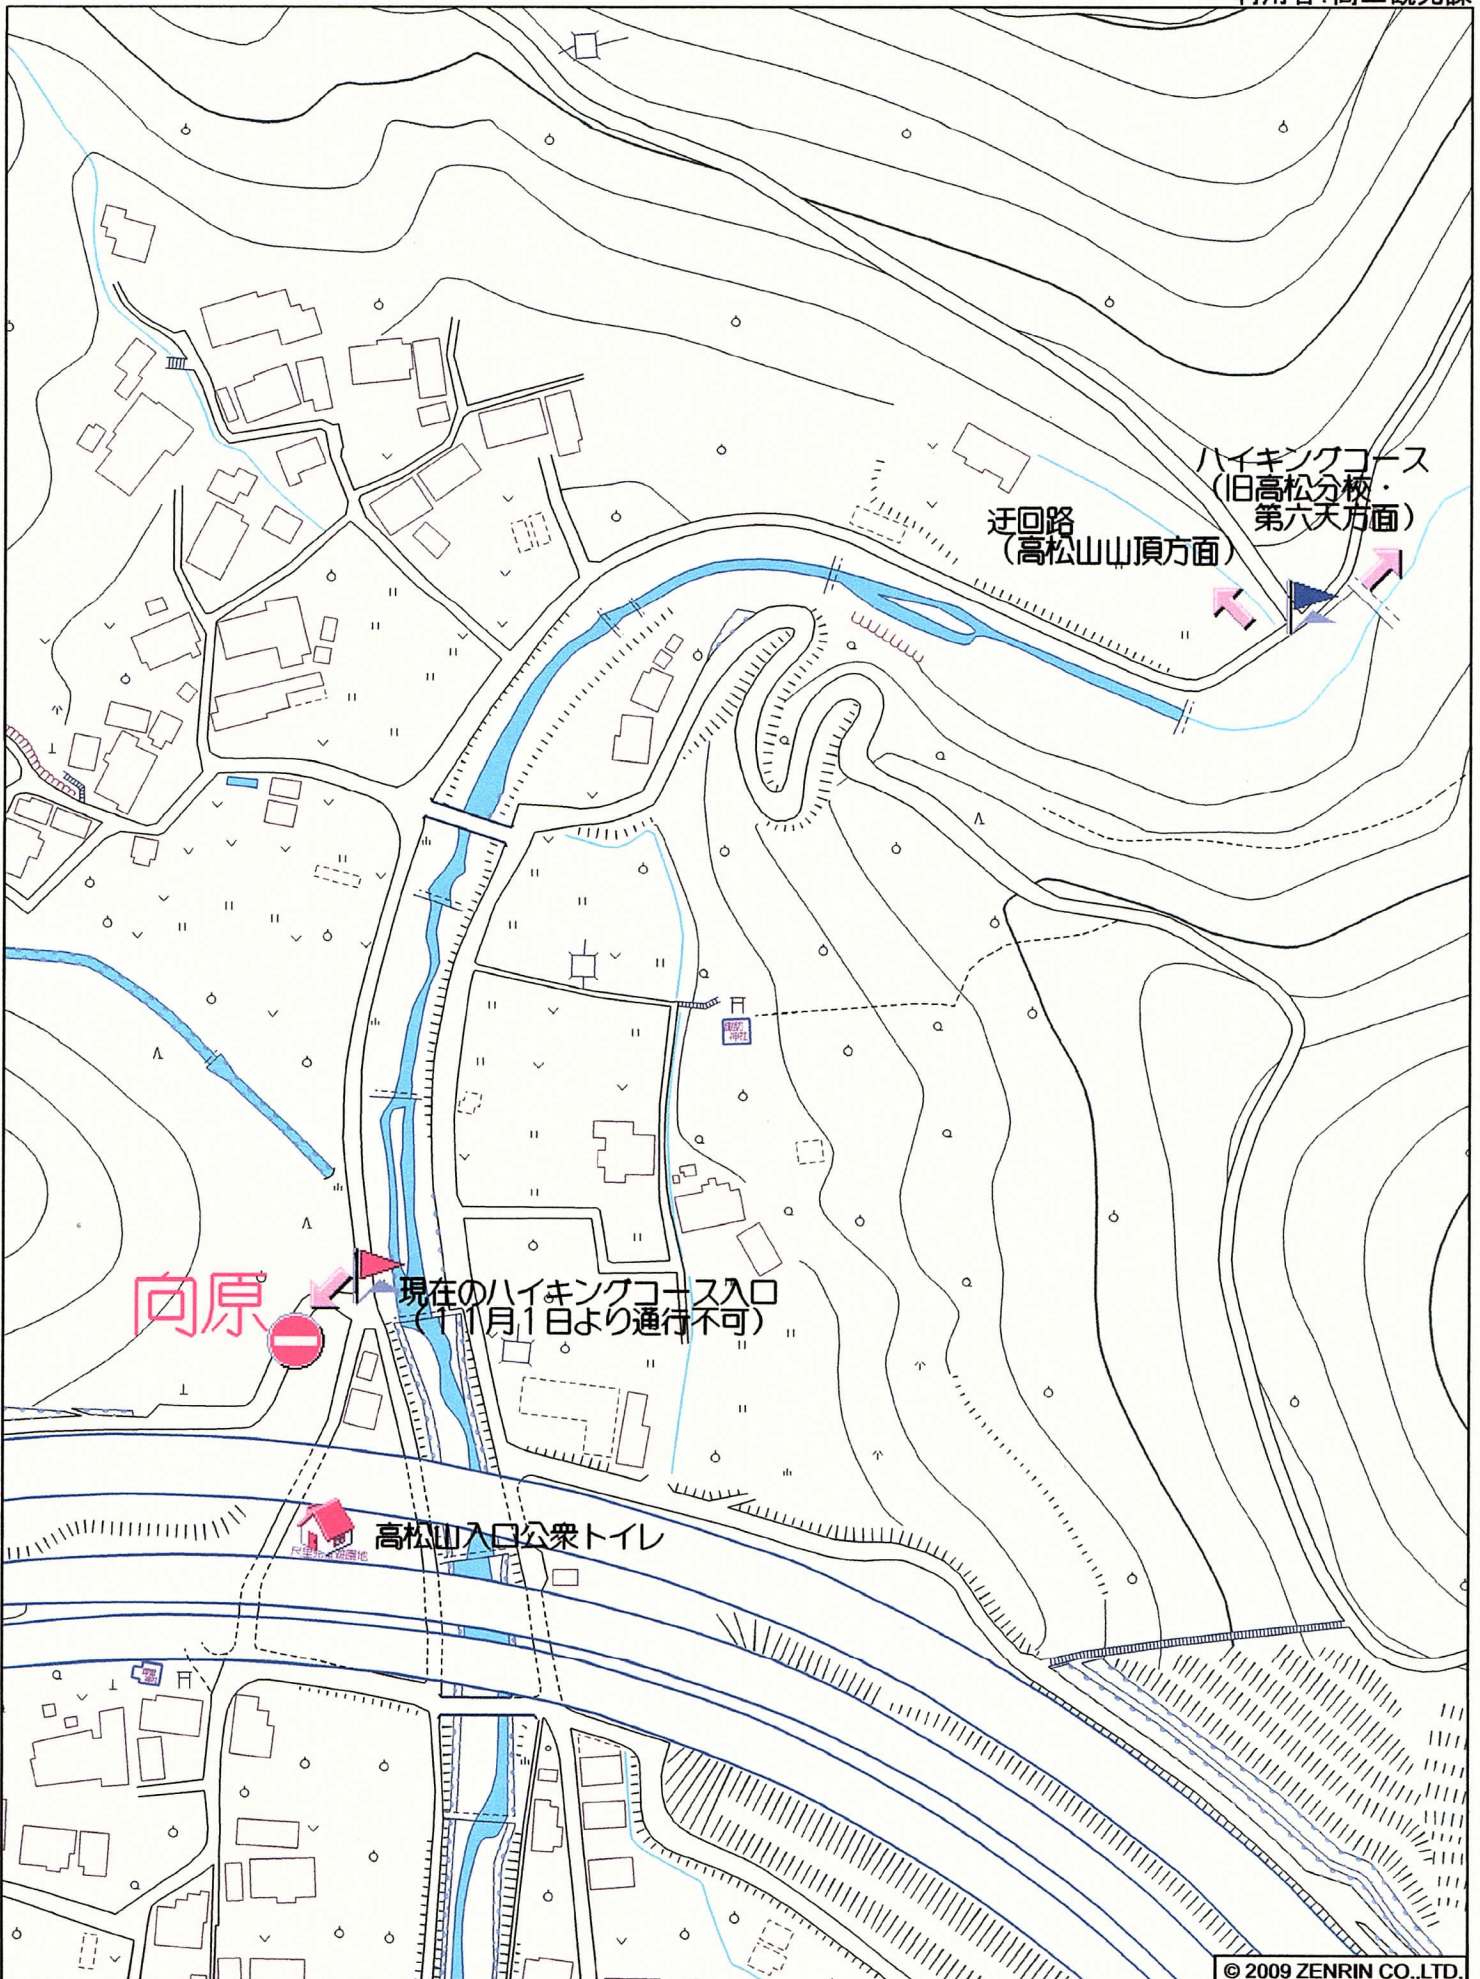 ハイキングコース
（旧高松分校・
第六天方面）
迂回路
（高松山山頂方面）
向原
現在のハイキングコース入口
（１１月１日より通行不可）
高松山入口公衆トイレ
© 2009 ZENRIN CO.,LTD.